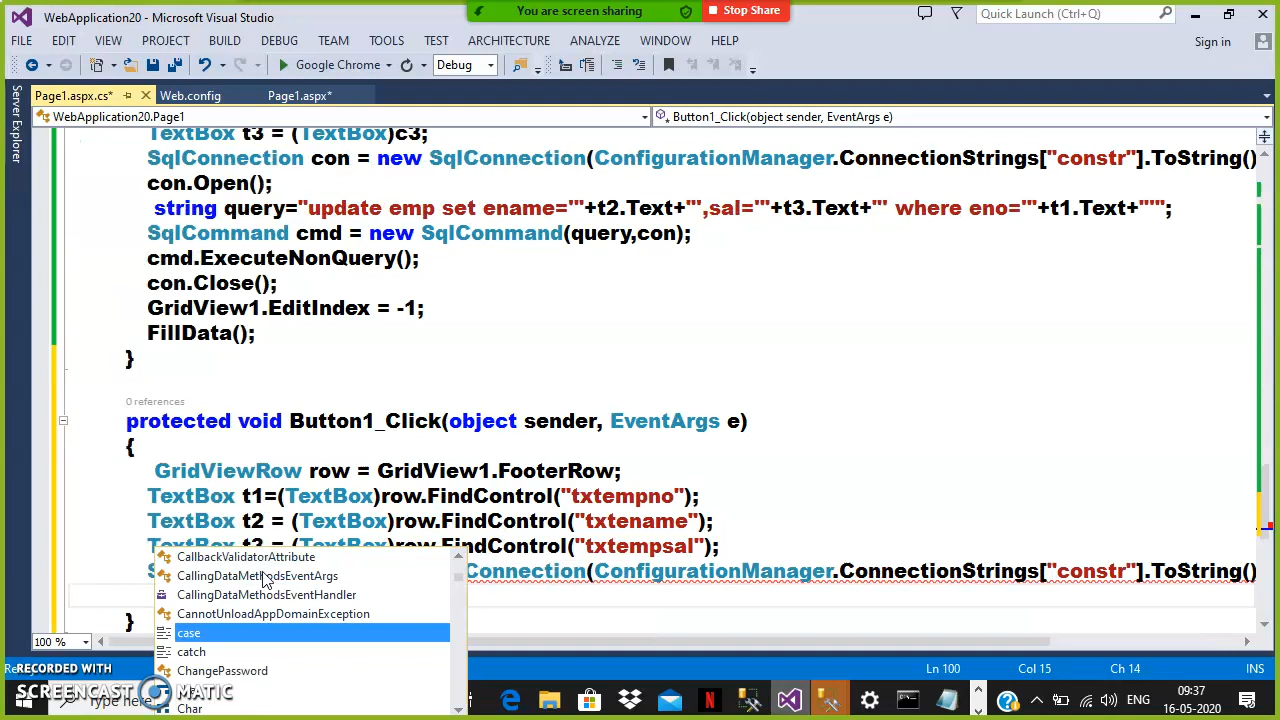 WebApplication20 - Microsoft Visual Studio
You are screen sharing
Stop Share
Quick Launch (Ctrl+Q)
FILE EDIT VIEW PROJECT BUILD DEBUG TEAM TOOLS TEST ARCHITECTURE ANALYZE WINDOW HELP
Sign in
Google Chrome
Debug
Server Explorer
Page1.aspx.cs* Web.config Page1.aspx*
WebApplication20.Page1
Button1_Click(object sender, EventArgs e)
TextBox t3 = (TextBox)c3;
SqlConnection con = new SqlConnection(ConfigurationManager.ConnectionStrings["constr"].ToString()
con.Open();
string query="update emp set ename='"+t2.Text+"',sal='"+t3.Text+"' where eno='"+t1.Text+"'";
SqlCommand cmd = new SqlCommand(query,con);
cmd.ExecuteNonQuery();
con.Close();
GridView1.EditIndex = -1;
FillData();
}
0 references
protected void Button1_Click(object sender, EventArgs e)
{
GridViewRow row = GridView1.FooterRow;
TextBox t1=(TextBox)row.FindControl("txtempno");
TextBox t2 = (TextBox)row.FindControl("txtename");
TextBox t3 = (TextBox)row.FindControl("txtempsal");
Connection(ConfigurationManager.ConnectionStrings["constr"].ToString()
}
CallbackValidatorAttribute
CallingDataMethodsEventArgs
CallingDataMethodsEventHandler
CannotUnloadAppDomainException
case
catch
ChangePassword
Char
100 %
Ln 100 Col 15 Ch 14 INS
RECORDED WITH
SCREENCAST MATIC
ENG
09:37
16-05-2020